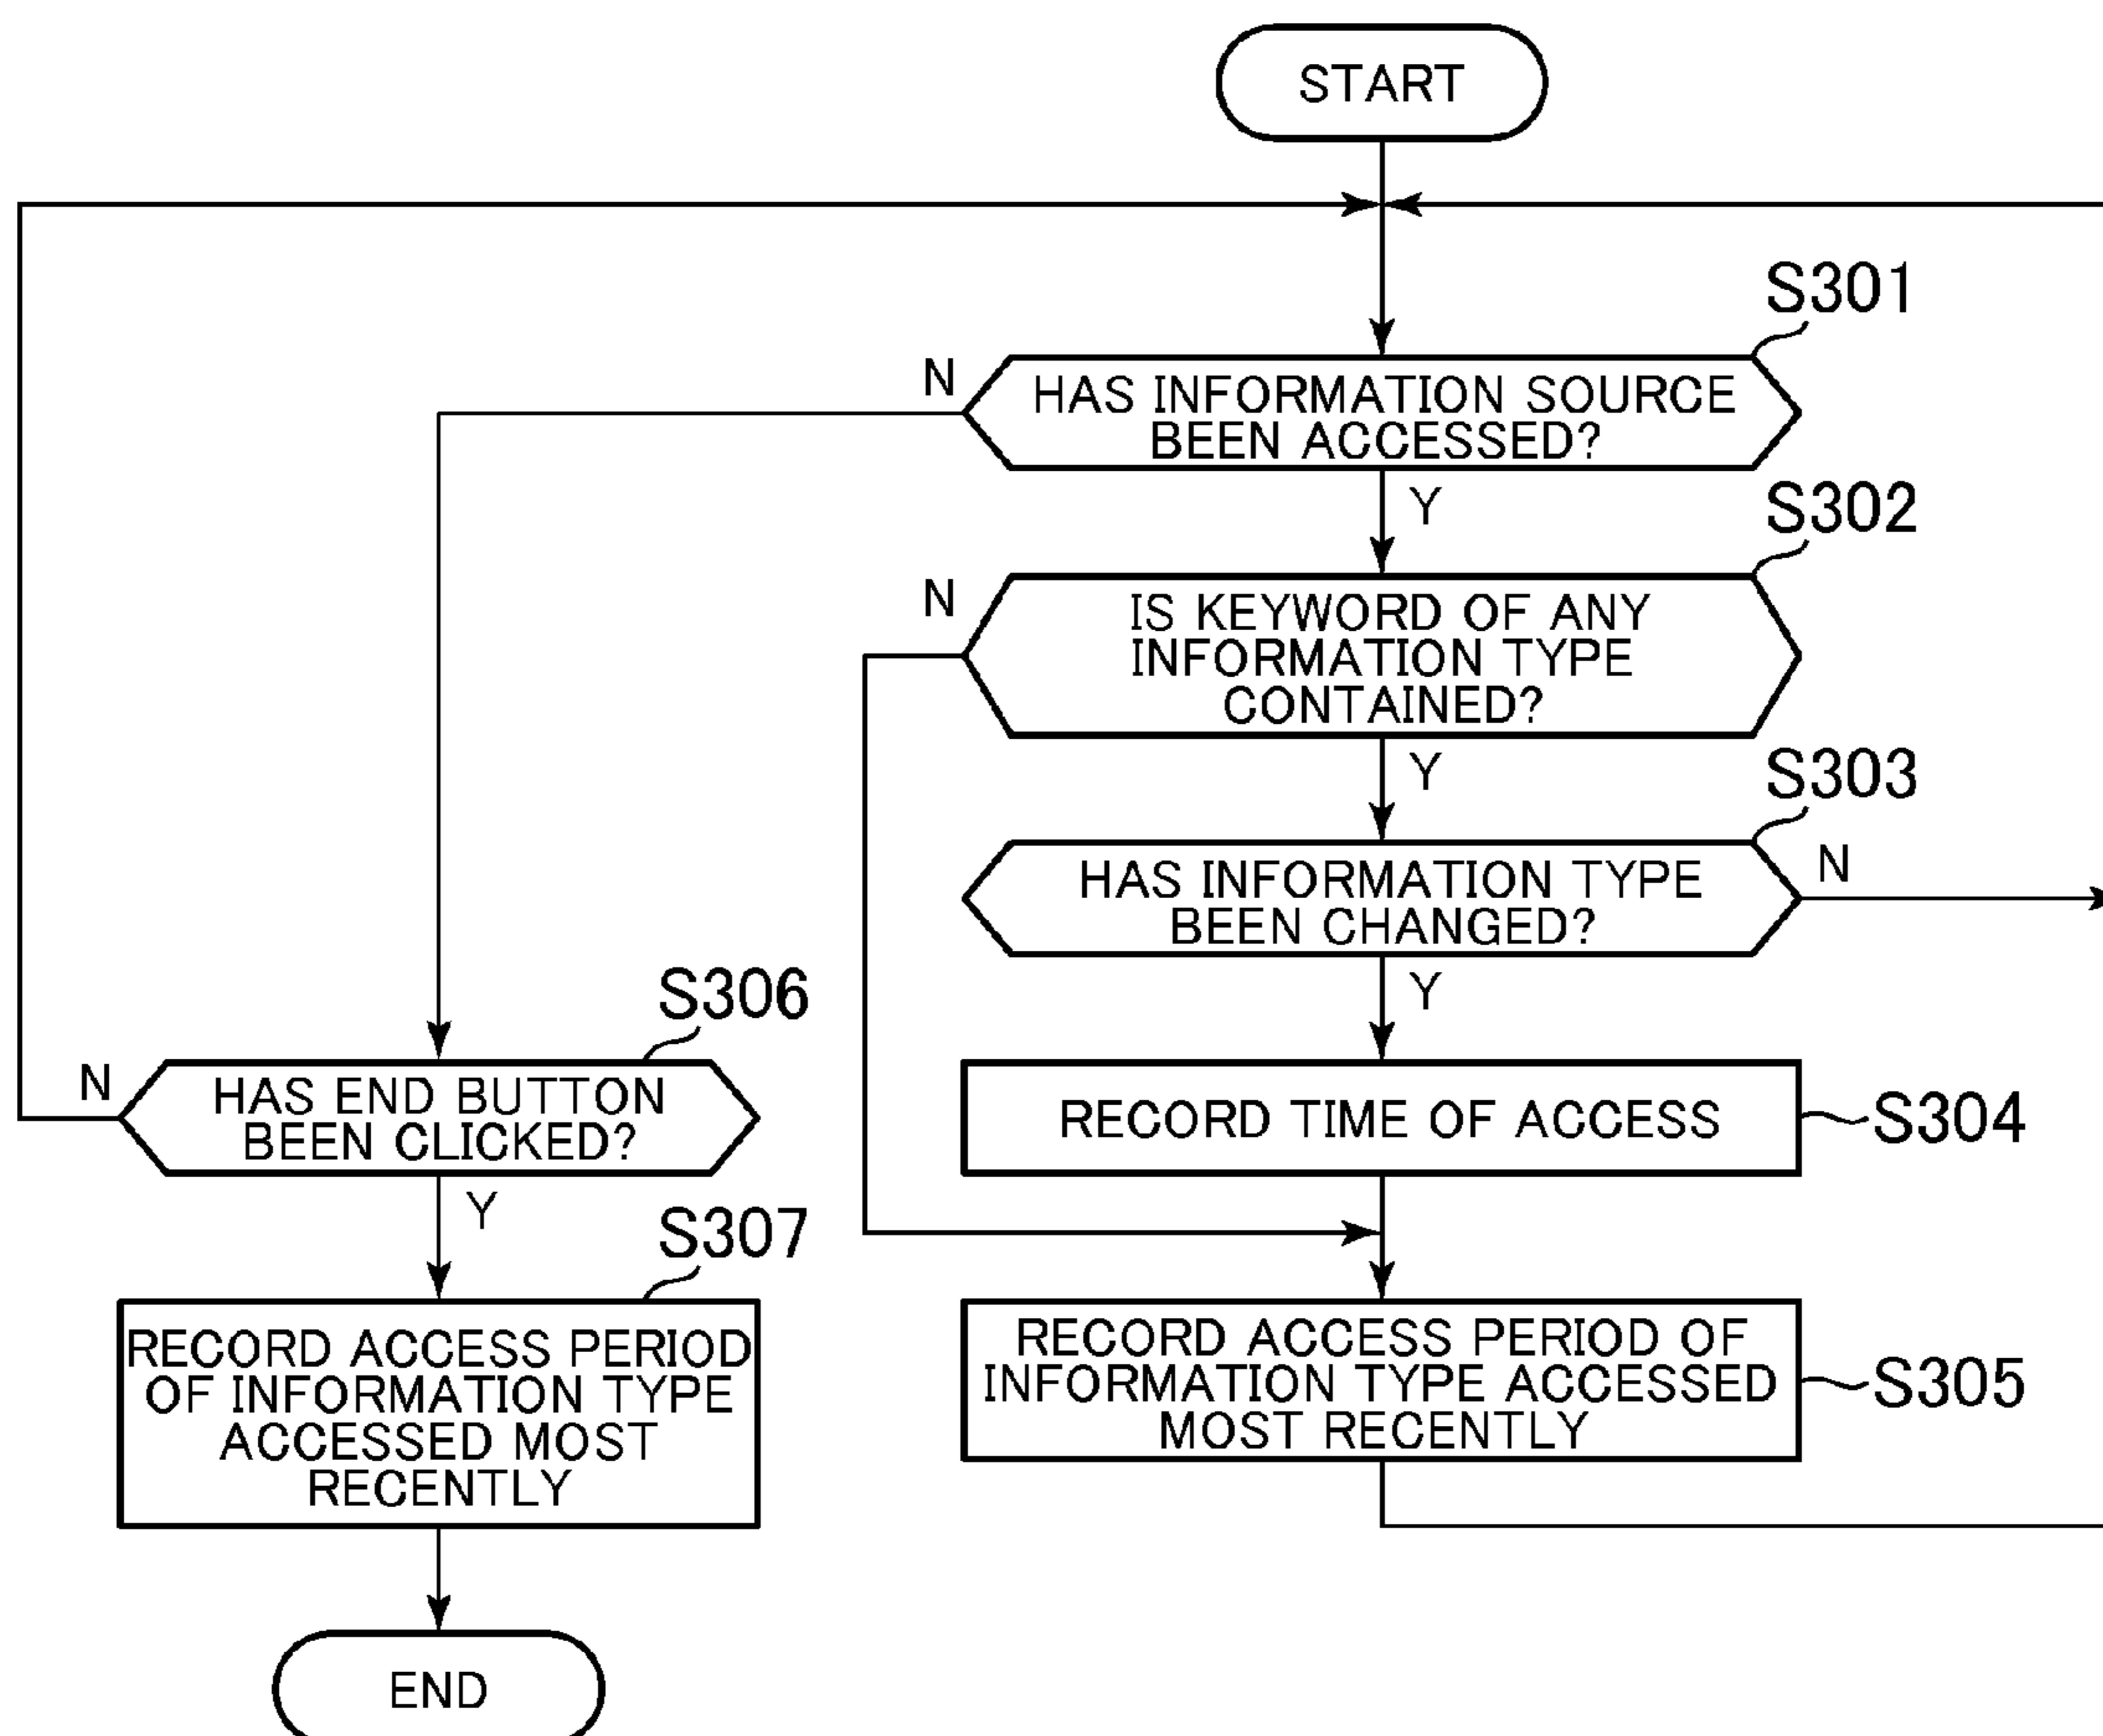 START
S301
N
HAS INFORMATION SOURCE
BEEN ACCESSED?
Y
S302
N
IS KEYWORD OF ANY
INFORMATION TYPE
CONTAINED?
Y
S303
HAS INFORMATION TYPE
BEEN CHANGED?
N
Y
S306
N
HAS END BUTTON
BEEN CLICKED?
Y
RECORD TIME OF ACCESS
S304
S307
RECORD ACCESS PERIOD
OF INFORMATION TYPE
ACCESSED MOST
RECENTLY
RECORD ACCESS PERIOD OF
INFORMATION TYPE ACCESSED
MOST RECENTLY
S305
END